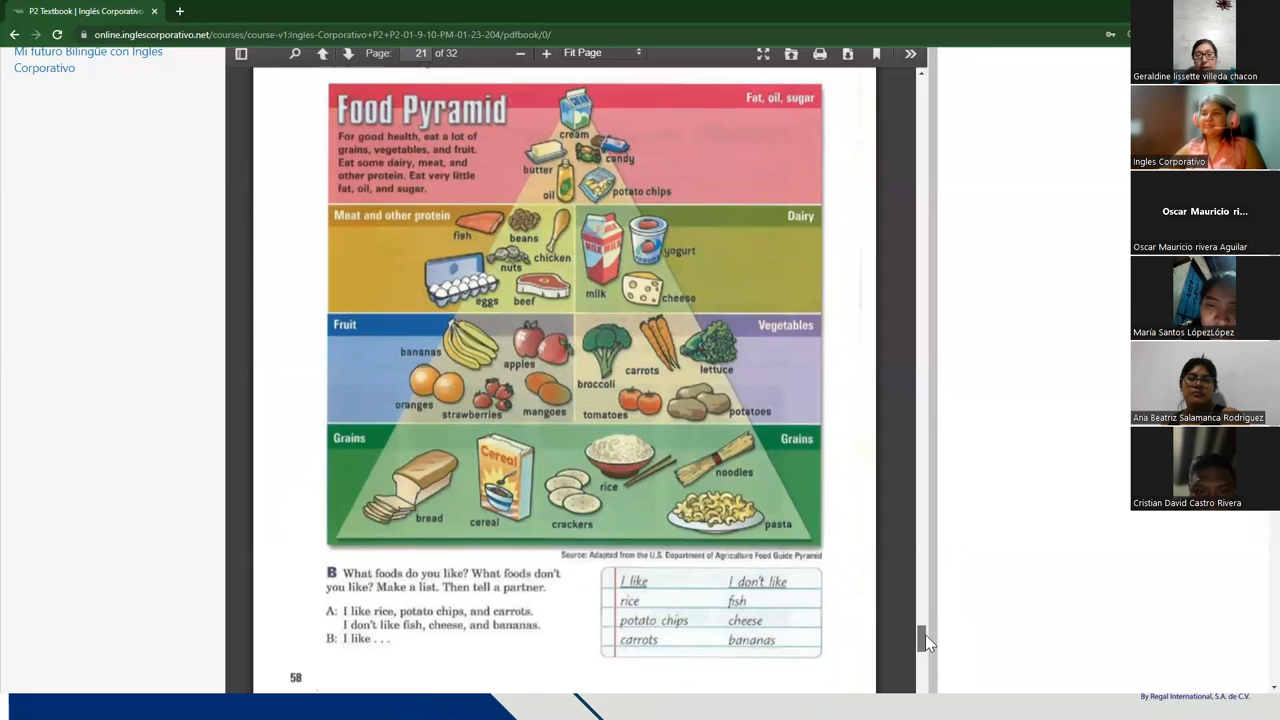 P2 Textbook | Inglés Corporativo
online.inglescorporativo.net/courses/course-v1:Ingles-Corporativo+P2+P2-01-9-10-PM-01-23-204/pdfbook/0/
Mi futuro Bilingüe con Ingles
Corporativo
Page: 21 of 32
Fit Page
Food Pyramid
For good health, eat a lot of
grains, vegetables, and fruit.
Eat some dairy, meat, and
other protein. Eat very little
fat, oil, and sugar.
Fat, oil, sugar
cream
butter
candy
oil
potato chips
Meat and other protein
Dairy
fish
beans
chicken
nuts
eggs
beef
yogurt
milk
cheese
Fruit
Vegetables
bananas
apples
oranges
strawberries
mangoes
broccoli
carrots
lettuce
tomatoes
potatoes
Grains
Grains
Cereal
bread
cereal
crackers
rice
noodles
pasta
Source: Adapted from the U.S. Department of Agriculture Food Guide Pyramid
B What foods do you like? What foods don't
you like? Make a list. Then tell a partner.
A: I like rice, potato chips, and carrots.
I don't like fish, cheese, and bananas.
B: I like . . .
I like I don't like
rice fish
potato chips cheese
carrots bananas
58
Geraldine lissette villeda chacon
Ingles Corporativo
Oscar Mauricio ri...
Oscar Mauricio rivera Aguilar
María Santos LópezLópez
Ana Beatriz Salamanca Rodriguez
Cristian David Castro Rivera
By Regal International, S.A. de C.V.